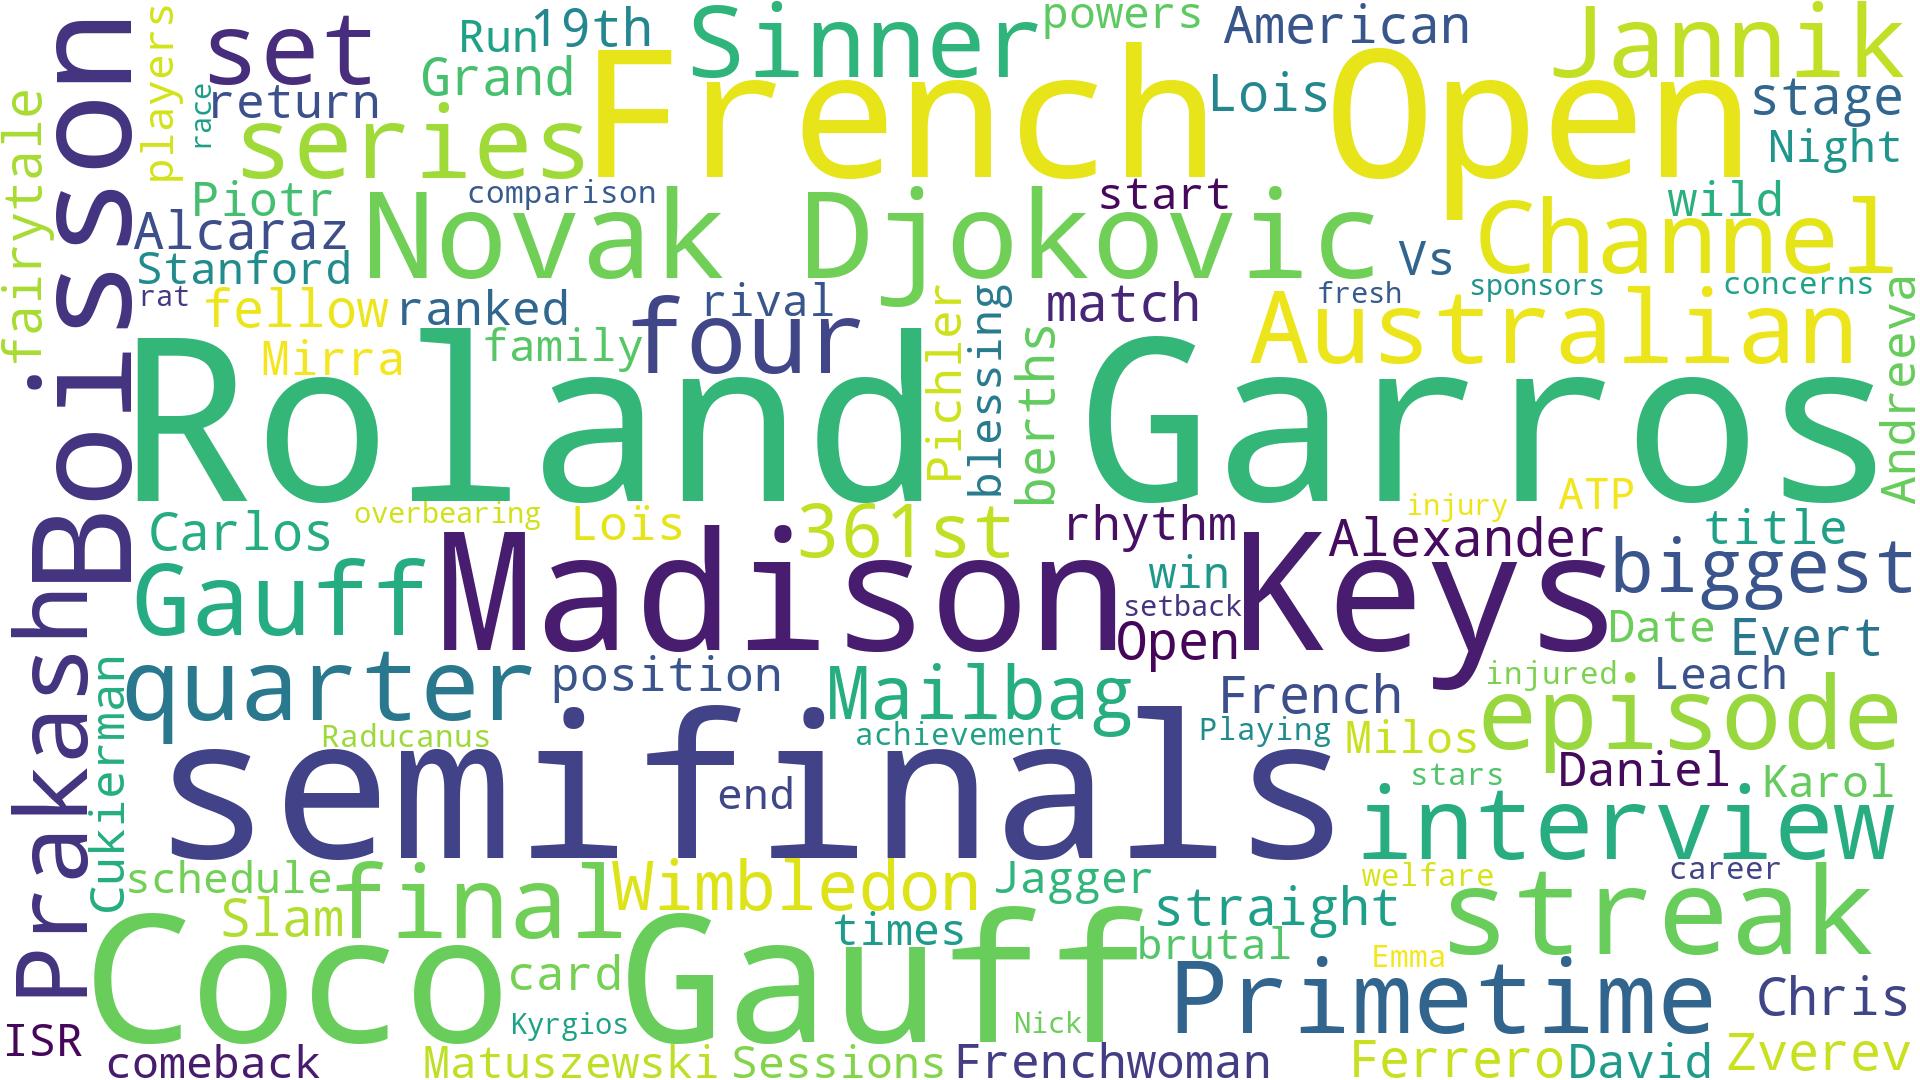 set
Run
19th
Sinner
powers
American
Jannik
Grand
French Open
Lois
stage
players
race
return
series
Night
fairytale
Boisson
Piotr
comparison
start
wild
Alcaraz
Novak Djokovic
Channel
Stanford
Vs
rat
fellow
ranked
four
rival
match
fresh
sponsors
concerns
Mirra
family
Pichler
blessing
berths
Australian
Andreeva
Roland Garros
Carlos
overbearing
Loïs
361st
rhythm
injury
ATP
title
Gauff
Madison Keys
Alexander
biggest
win
setback
Open
Date
Evert
Prakash
Cukierman
quarter
position
Mailbag
French
injured
Leach
Raducanus
achievement
Playing
Milos
episode
semifinals
end
stars
Daniel
Karol
interview
schedule
final
Wimbledon
Jagger
welfare
career
Slam
times
straight
streak
Coco Gauff
card
brutal
Emma
Primetime
Chris
ISR
Kyrgios
Nick
comeback
Matuszewski
Sessions
Frenchwoman
Ferrero
David
Zverev